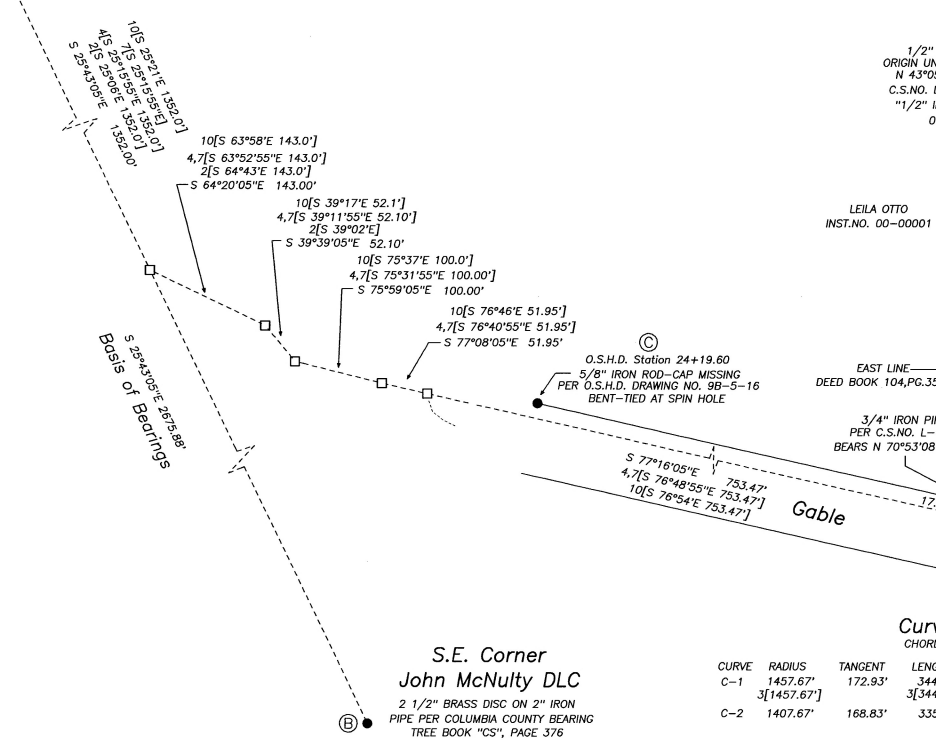 10[S 25°21'E 1352.0']
7[S 25°15'55"E]
4[S 25°15'55"E 1352.0']
2[S 25°06'E 1352.0']
S 25°43'05"E 1352.00'
10[S 63°58'E 143.0']
4,7[S 63°52'55"E 143.0']
2[S 64°43'E 143.0']
S 64°20'05"E 143.00'
10[S 39°17'E 52.1']
4,7[S 39°11'55"E 52.10']
2[S 39°02'E]
S 39°39'05"E 52.10'
10[S 75°37'E 100.0']
4,7[S 75°31'55"E 100.00']
S 75°59'05"E 100.00'
10[S 76°46'E 51.95']
4,7[S 76°40'55"E 51.95']
S 77°08'05"E 51.95'
C
O.S.H.D. Station 24+19.60
5/8" IRON ROD-CAP MISSING
PER O.S.H.D. DRAWING NO. 9B-5-16
BENT-TIED AT SPIN HOLE
1/2"
ORIGIN UN
N 43°05
C.S.NO. L
"1/2" I
0
LEILA OTTO
INST.NO. 00-00001
EAST LINE
DEED BOOK 104,PG.35
3/4" IRON PI
PER C.S.NO. L-
BEARS N 70°53'08
17.
S 25°43'05"E 2675.88'
Basis of Bearings
S 77°16'05"E 753.47'
4,7[S 76°48'55"E 753.47']
10[S 76°54'E 753.47']
Gable
S.E. Corner
John McNulty DLC
2 1/2" BRASS DISC ON 2" IRON
PIPE PER COLUMBIA COUNTY BEARING
TREE BOOK "CS", PAGE 376
B
Curv
CHORD
CURVE RADIUS TANGENT LENG
C-1 1457.67' 172.93' 344
3[1457.67'] 3[344
C-2 1407.67' 168.83' 335